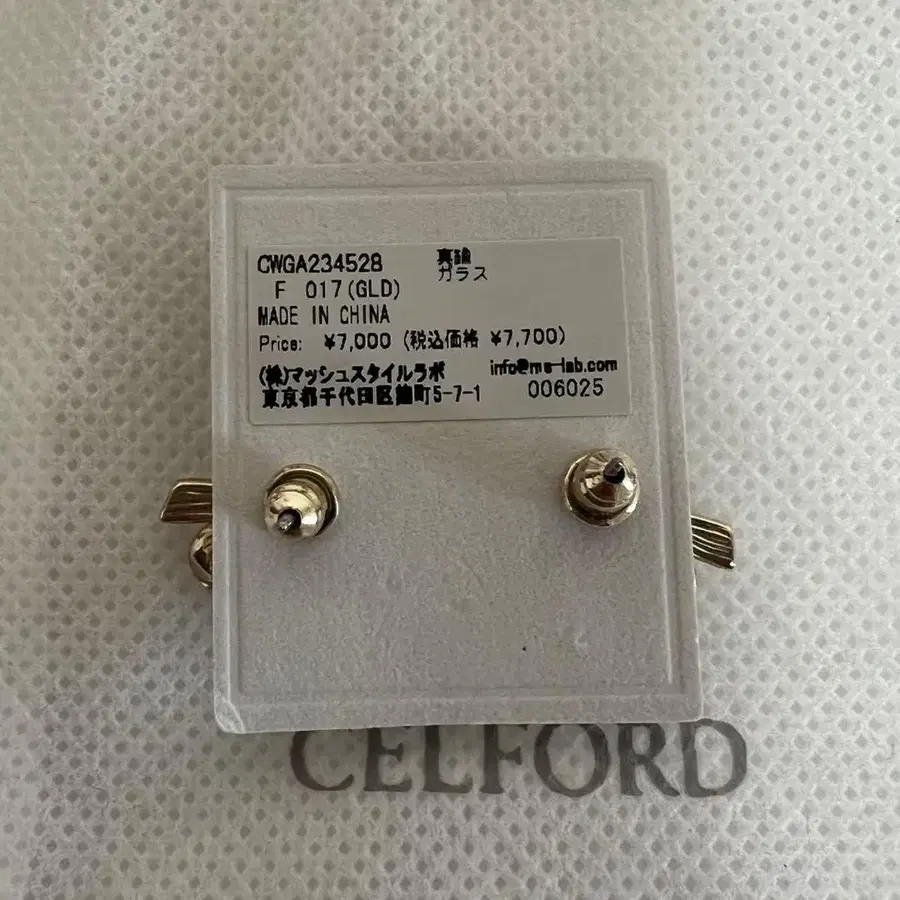 CWGA234528 真鍮
ガラス
F 017(GLD)
MADE IN CHINA
Price: ¥7,000 (税込価格 ¥7,700)
(株)マッシュスタイルラボ info@ms-lab.com
東京都千代田区麹町5-7-1 006025
CELFORD